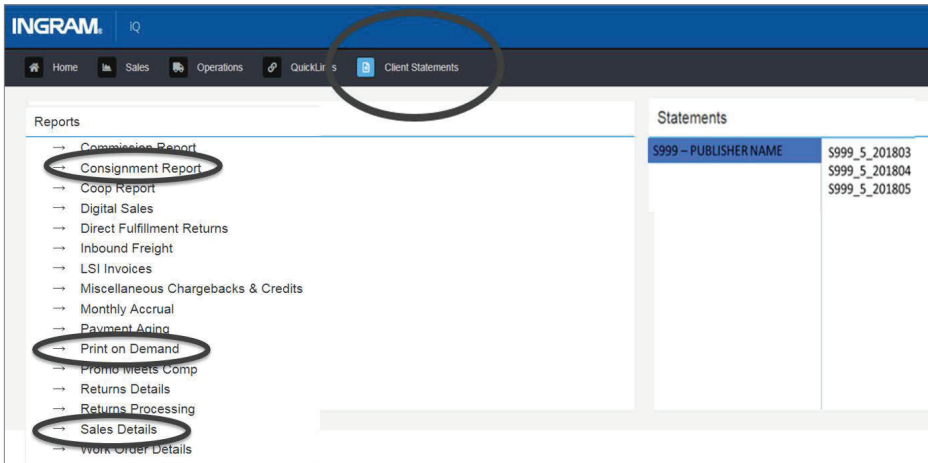 INGRAM® iQ
Home Sales Operations QuickLinks Client Statements
Reports
→ Commission Report
→ Consignment Report
→ Coop Report
→ Digital Sales
→ Direct Fulfillment Returns
→ Inbound Freight
→ LSI Invoices
→ Miscellaneous Chargebacks & Credits
→ Monthly Accrual
→ Payment Aging
→ Print on Demand
→ Promo Meets Comp
→ Returns Details
→ Returns Processing
→ Sales Details
→ Work Order Details
Statements
S999 – PUBLISHER NAME
S999_5_201803
S999_5_201804
S999_5_201805